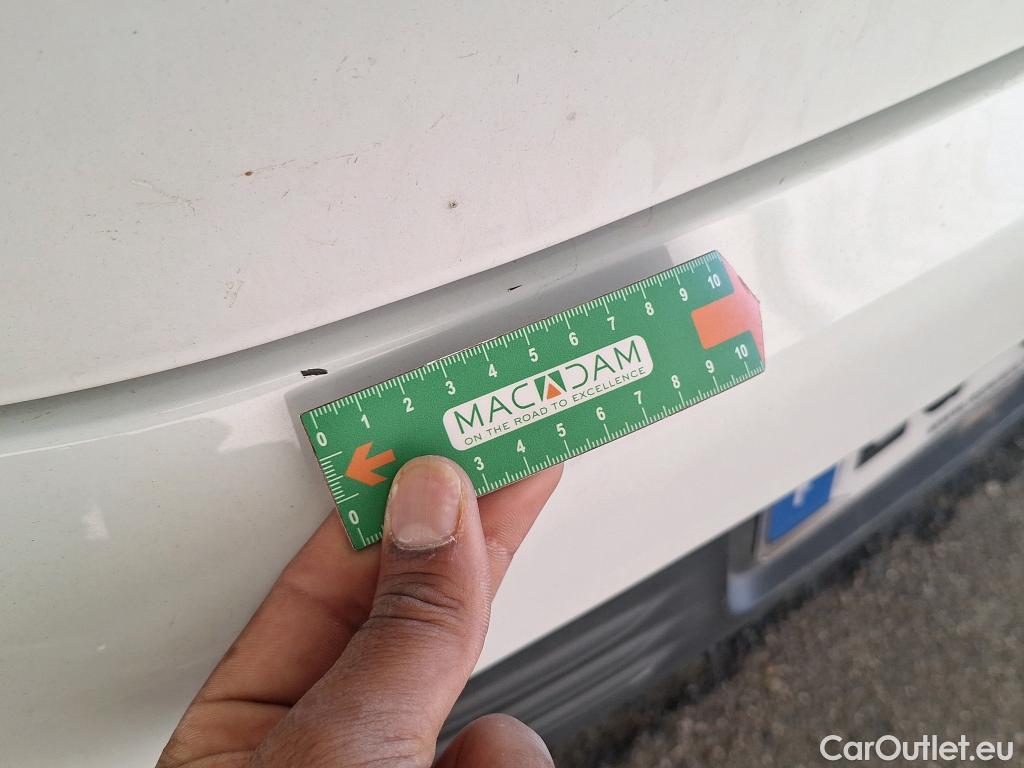 0 1 2 3 4 5 6 7 8 9 10
MACADAM
ON THE ROAD TO EXCELLENCE
0 3 4 5 6 7 8 9 10
F
CarOutlet.eu